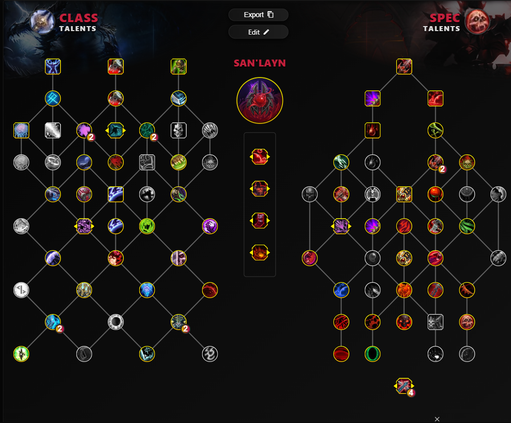 CLASS
TALENTS
Export
Edit
SPEC
TALENTS
SAN'LAYN
2
2
2
2
2
4